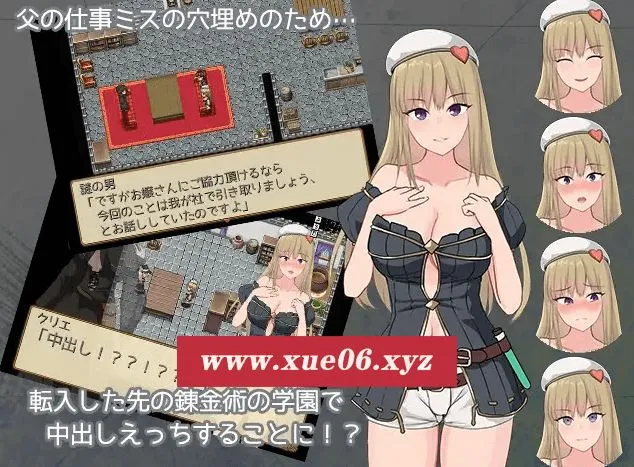 父の仕事ミスの穴埋めのため…
謎の男
「ですがお嬢さんにご協力頂けるなら
今回のことは我が社で引き取りましょう、
とお話ししていたのですよ」
クリエ
「中出し！？？！？
www.xue06.xyz
転入した先の錬金術の学園で
中出しえっちすることに！？